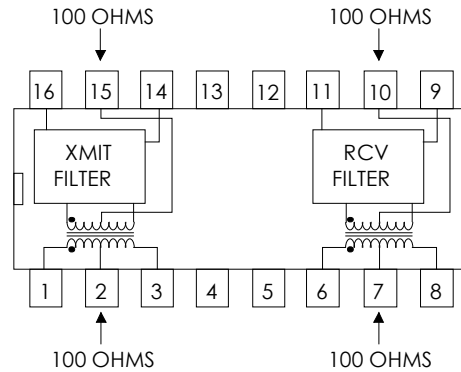 100 OHMS 100 OHMS
16 15 14 13 12 11 10 9
XMIT
FILTER
RCV
FILTER
1 2 3 4 5 6 7 8
100 OHMS 100 OHMS